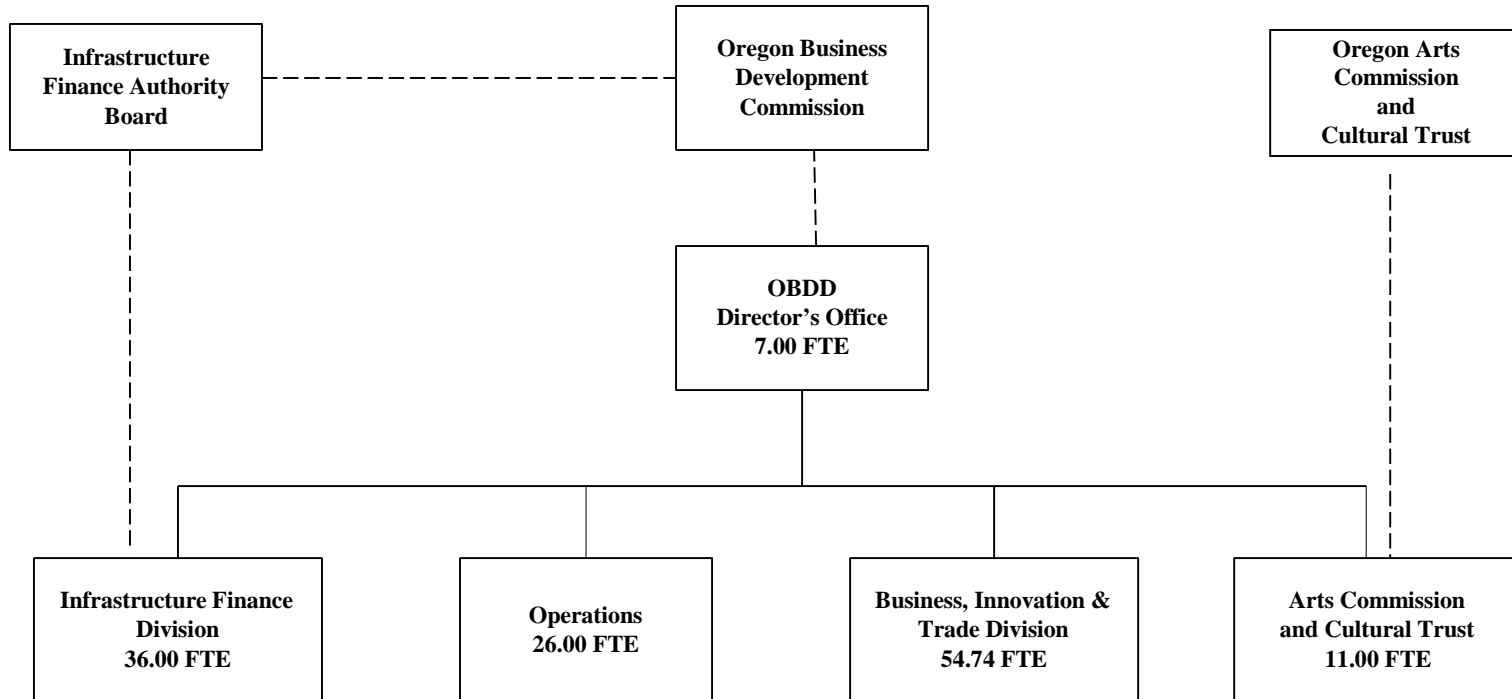 Infrastructure
Finance Authority
Board
Oregon Business
Development
Commission
Oregon Arts
Commission
and
Cultural Trust
OBDD
Director’s Office
7.00 FTE
Infrastructure Finance
Division
36.00 FTE
Operations
26.00 FTE
Business, Innovation &
Trade Division
54.74 FTE
Arts Commission
and Cultural Trust
11.00 FTE